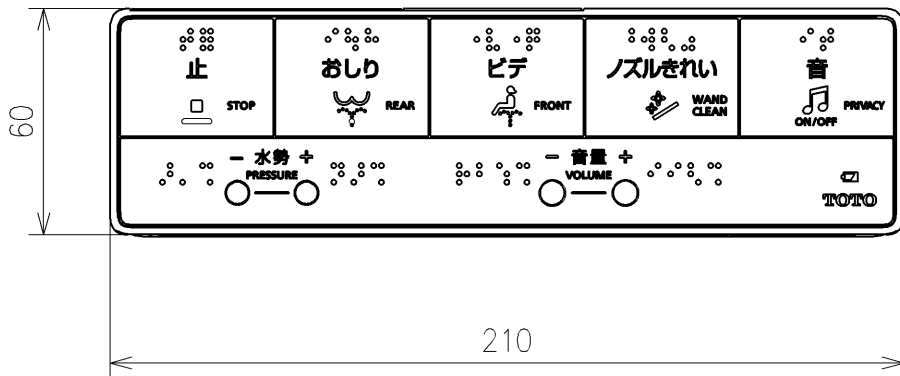 止
STOP
おしり
REAR
ビデ
FRONT
ノズルきれい
WAND
CLEAN
音
ON/OFF
PRIVACY
− 水勢 +
PRESSURE
− 音量 +
VOLUME
TOTO
60
210